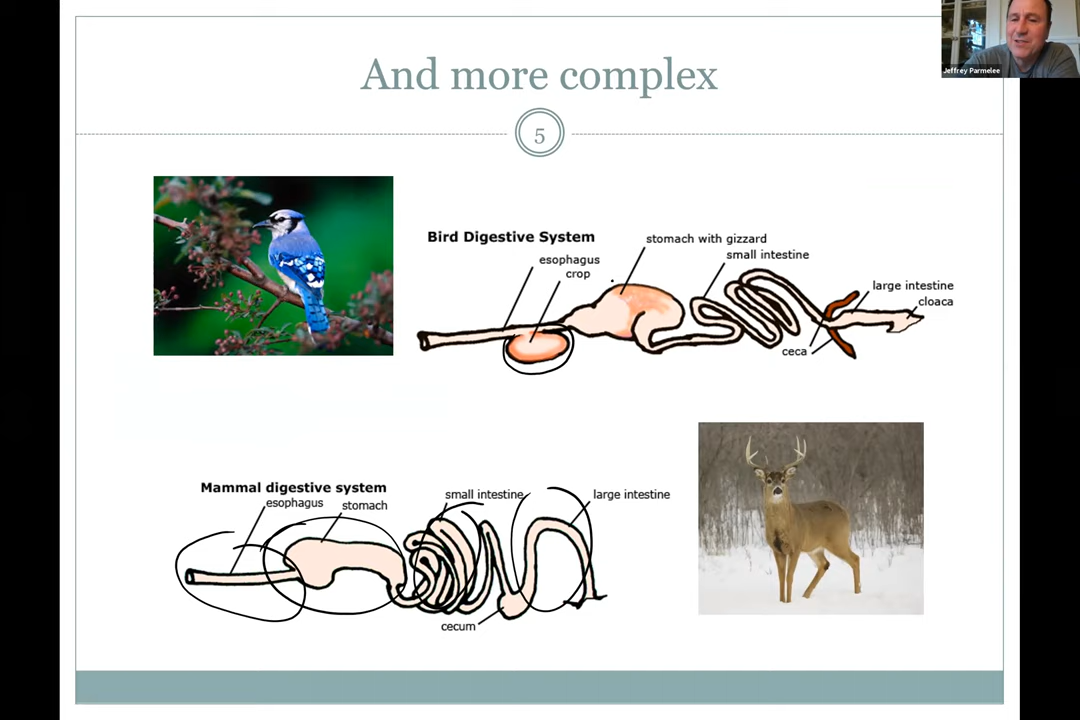 Jeffrey Parmelee
And more complex
5
Bird Digestive System
stomach with gizzard
small intestine
esophagus
crop
large intestine
cloaca
ceca
Mammal digestive system
esophagus
stomach
small intestine
large intestine
cecum